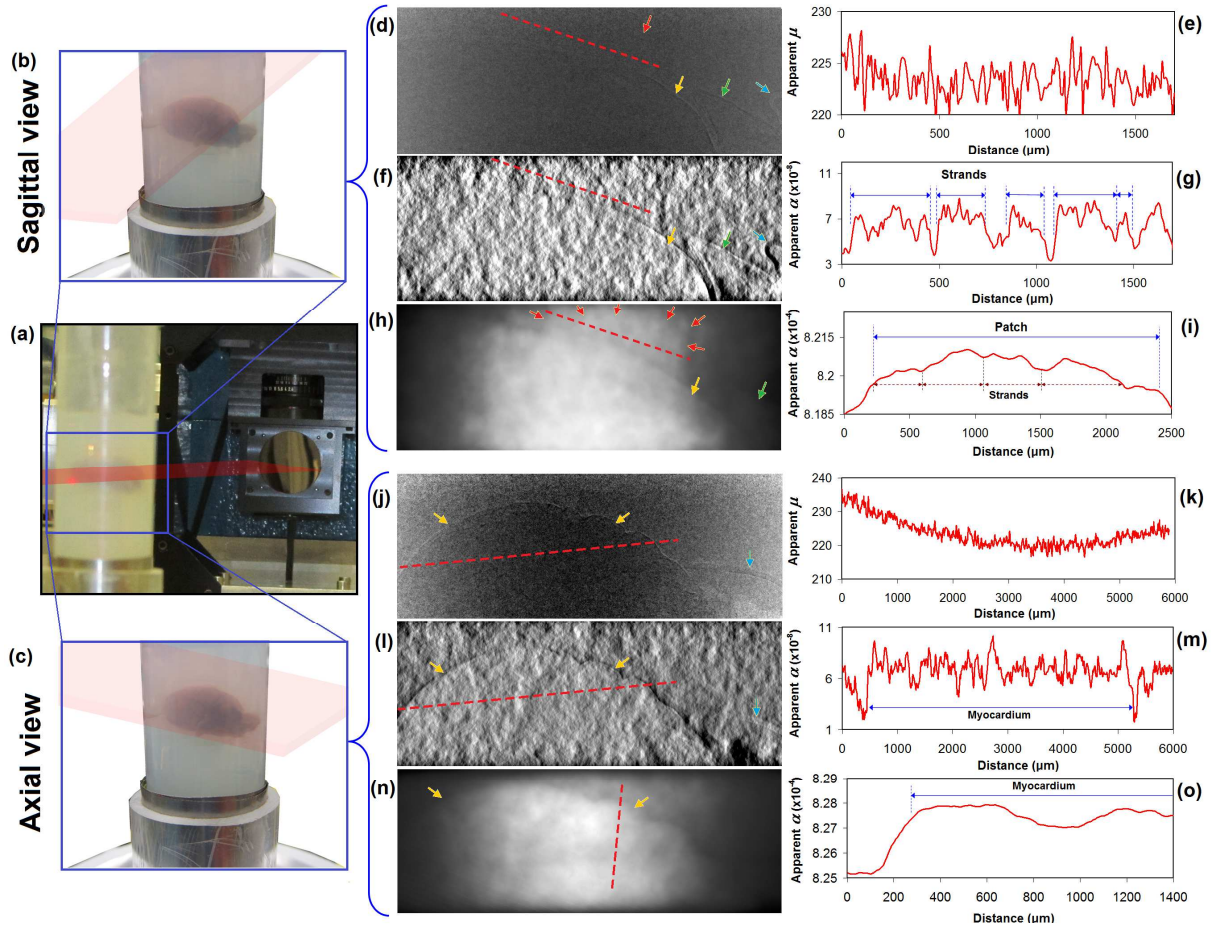 (b)
Sagittal view
(a)
(c)
Axial view
(d)
(e)
230
225
220
Apparent μ
0 500 1000 1500
Distance (μm)
(f)
(g)
Strands
11
7
3
Apparent α (x10⁻⁸)
0 500 1000 1500
Distance (μm)
(h)
(i)
Patch
8.215
8.2
8.185
Apparent α (x10⁻⁴)
Strands
0 500 1000 1500 2000 2500
Distance (μm)
(j)
(k)
240
230
220
210
Apparent μ
0 1000 2000 3000 4000 5000 6000
Distance (μm)
(l)
(m)
11
6
1
Apparent α (x10⁻⁸)
Myocardium
0 1000 2000 3000 4000 5000 6000
Distance (μm)
(n)
(o)
8.29
8.28
8.27
8.26
8.25
Apparent α (x10⁻⁴)
Myocardium
0 200 400 600 800 1000 1200 1400
Distance (μm)